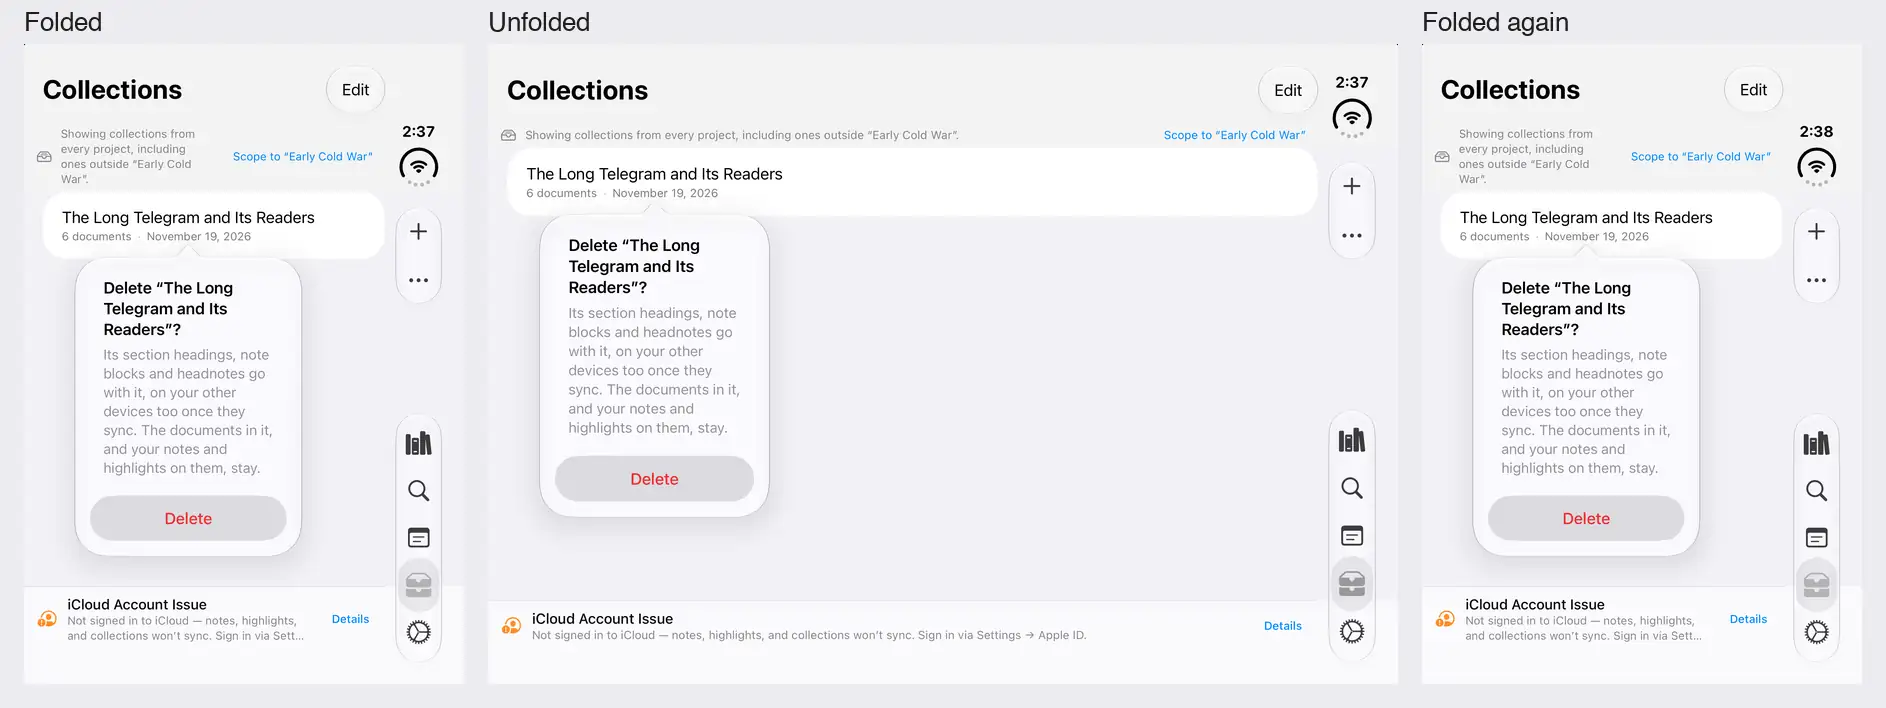 Folded
Collections
Edit
2:37
Showing collections from
every project, including
ones outside “Early Cold
War”.
Scope to “Early Cold War”
The Long Telegram and Its Readers
6 documents · November 19, 2026
Delete “The Long
Telegram and Its
Readers”?
Its section headings, note
blocks and headnotes go
with it, on your other
devices too once they
sync. The documents in it,
and your notes and
highlights on them, stay.
Delete
iCloud Account Issue
Not signed in to iCloud — notes, highlights,
and collections won’t sync. Sign in via Sett...
Details
Unfolded
Collections
Edit
2:37
Showing collections from every project, including ones outside “Early Cold War”.
Scope to “Early Cold War”
The Long Telegram and Its Readers
6 documents · November 19, 2026
Delete “The Long
Telegram and Its
Readers”?
Its section headings, note
blocks and headnotes go
with it, on your other
devices too once they
sync. The documents in it,
and your notes and
highlights on them, stay.
Delete
iCloud Account Issue
Not signed in to iCloud — notes, highlights, and collections won’t sync. Sign in via Settings → Apple ID.
Details
Folded again
Collections
Edit
2:38
Showing collections from
every project, including
ones outside “Early Cold
War”.
Scope to “Early Cold War”
The Long Telegram and Its Readers
6 documents · November 19, 2026
Delete “The Long
Telegram and Its
Readers”?
Its section headings, note
blocks and headnotes go
with it, on your other
devices too once they
sync. The documents in it,
and your notes and
highlights on them, stay.
Delete
iCloud Account Issue
Not signed in to iCloud — notes, highlights,
and collections won’t sync. Sign in via Sett...
Details